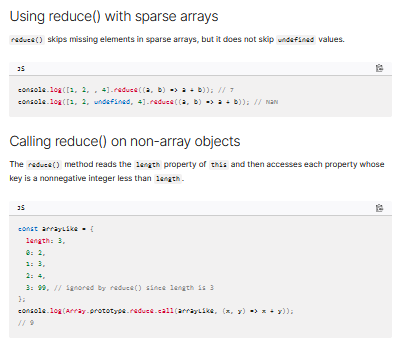 Using reduce() with sparse arrays
reduce() skips missing elements in sparse arrays, but it does not skip undefined values.
JS
console.log([1, 2, , 4].reduce((a, b) => a + b)); // 7
console.log([1, 2, undefined, 4].reduce((a, b) => a + b)); // NaN
Calling reduce() on non-array objects
The reduce() method reads the length property of this and then accesses each property whose
key is a nonnegative integer less than length.
JS
const arrayLike = {
  length: 3,
  0: 2,
  1: 3,
  2: 4,
  3: 99, // ignored by reduce() since length is 3
};
console.log(Array.prototype.reduce.call(arrayLike, (x, y) => x + y));
// 9